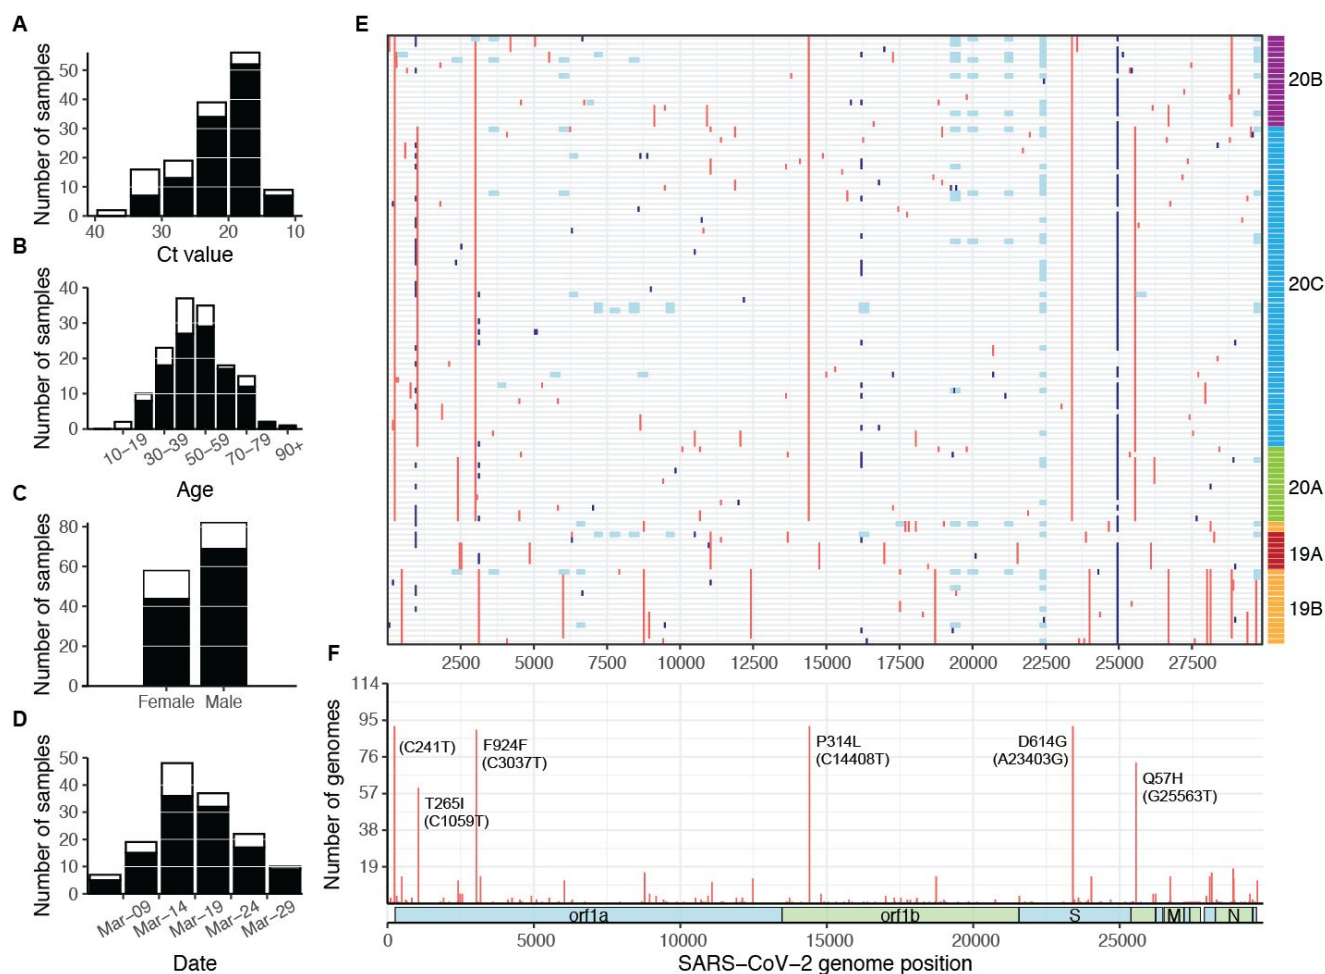 A
Number of samples
50
40
30
20
10
0
40 30 20 10
Ct value
B
Number of samples
40
30
20
10
0
10–19 30–39 50–59 70–79 90+
Age
C
Number of samples
80
60
40
20
0
Female Male
D
Number of samples
50
40
30
20
10
0
Mar–09 Mar–14 Mar–19 Mar–24 Mar–29
Date
E
20B
20C
20A
19A
19B
2500 5000 7500 10000 12500 15000 17500 20000 22500 25000 27500
F
Number of genomes
114
95
76
57
38
19
(C241T)
T265I
(C1059T)
F924F
(C3037T)
P314L
(C14408T)
D614G
(A23403G)
Q57H
(G25563T)
orf1a orf1b S M N
0 5000 10000 15000 20000 25000
SARS–CoV–2 genome position